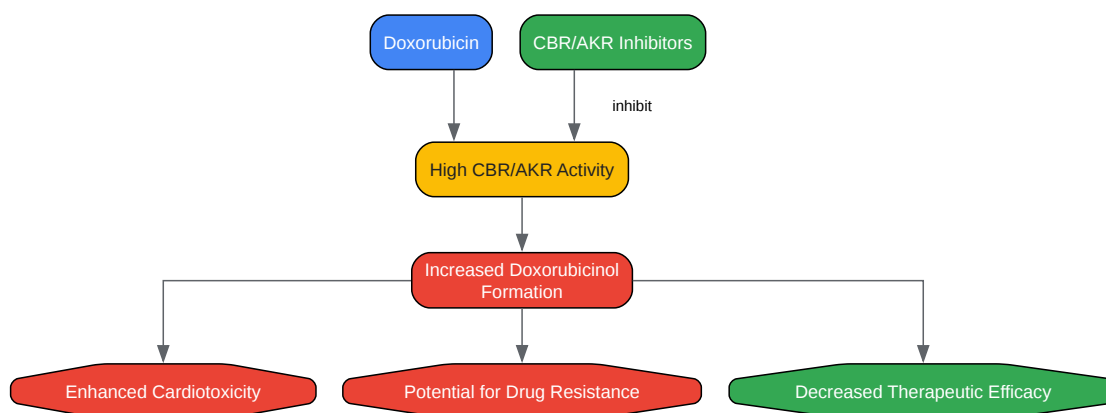 Doxorubicin
CBR/AKR Inhibitors
inhibit
High CBR/AKR Activity
Increased Doxorubicinol
Formation
Enhanced Cardiotoxicity
Potential for Drug Resistance
Decreased Therapeutic Efficacy